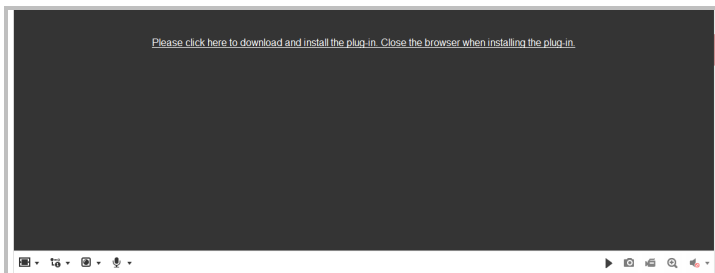 Please click here to download and install the plug-in. Close the browser when installing the plug-in.